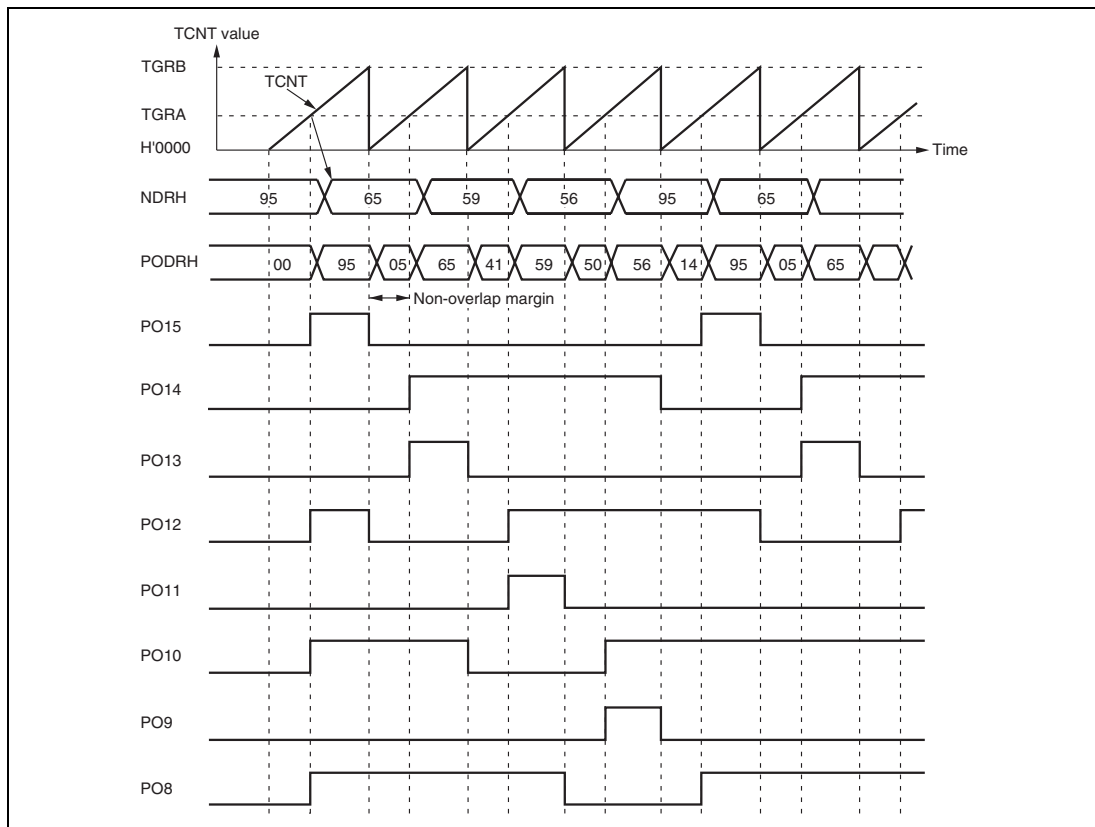 TCNT value
TGRB
TCNT
TGRA
H'0000
Time
NDRH 95 65 59 56 95 65
PODRH 00 95 05 65 41 59 50 56 14 95 05 65
Non-overlap margin
PO15
PO14
PO13
PO12
PO11
PO10
PO9
PO8